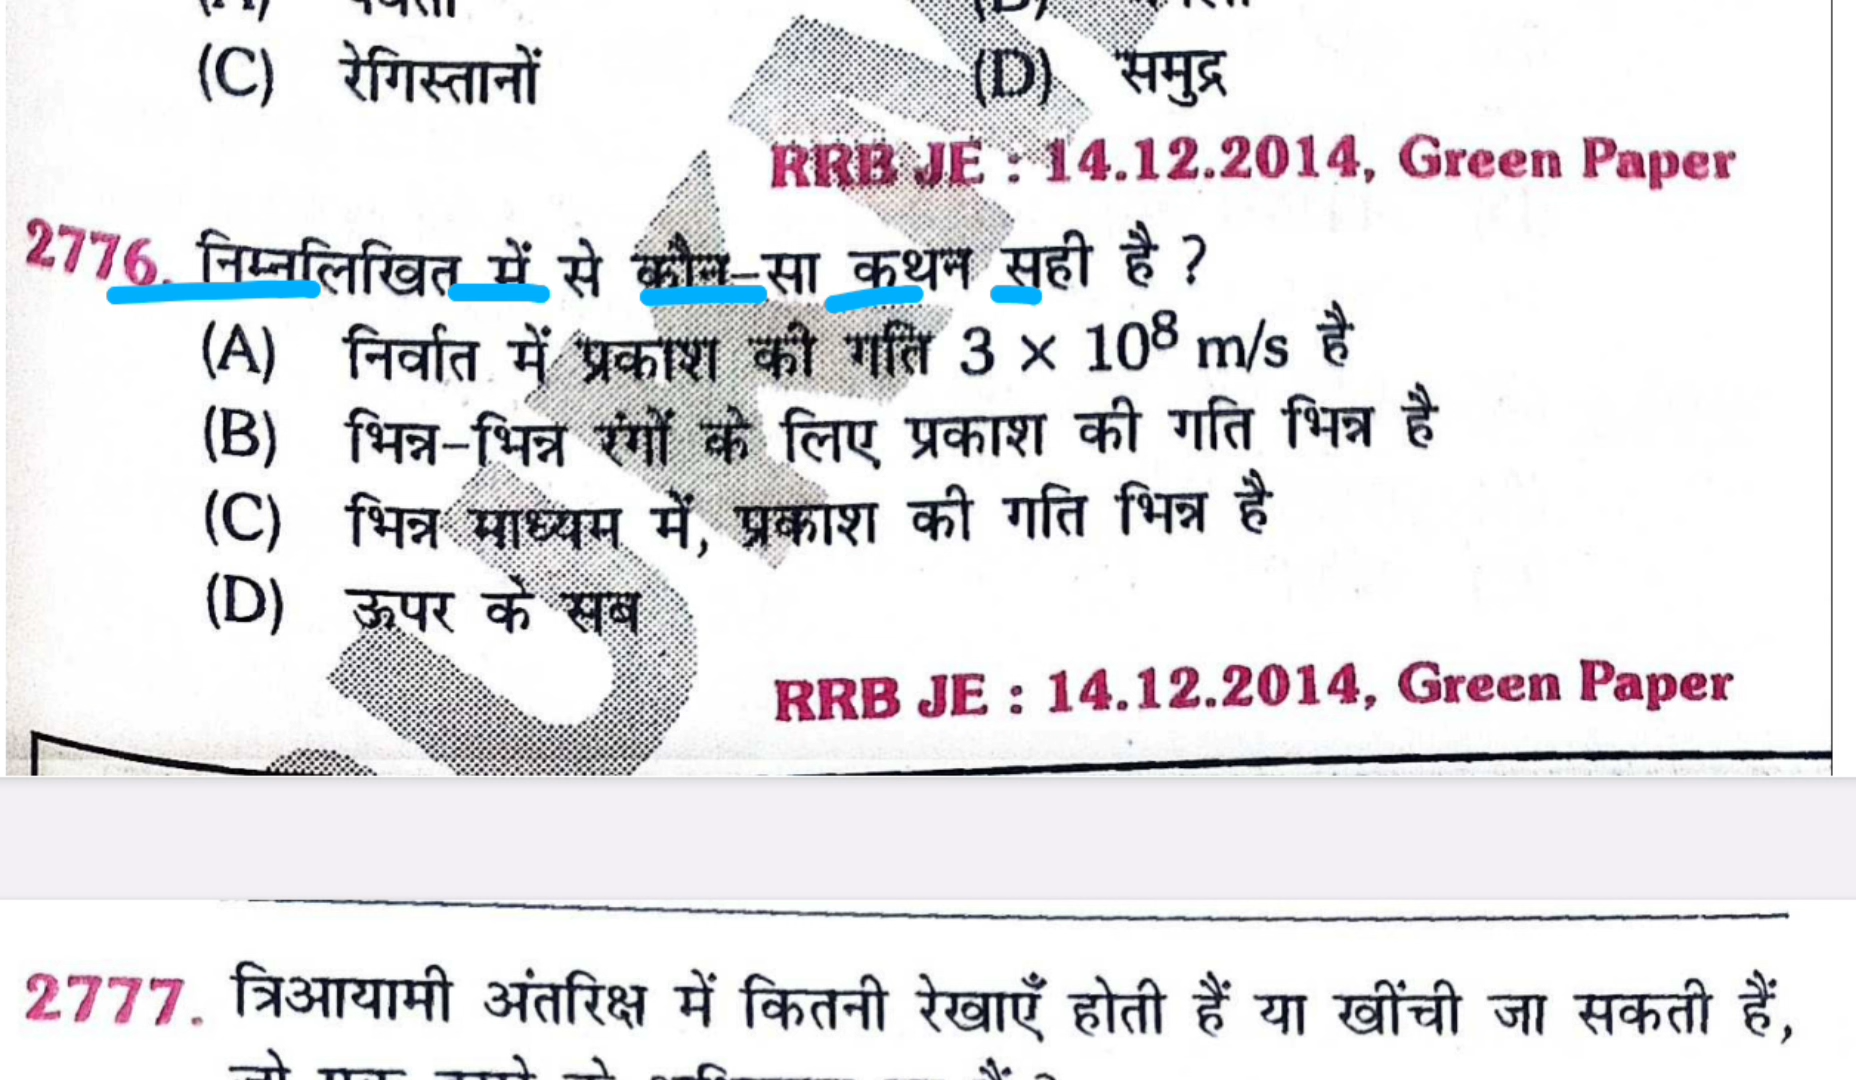 (C) रेगिस्तानों (D) समुद्र
RRB JE : 14.12.2014, Green Paper
2776. निम्नलिखित में से कौन-सा कथन सही है ?
(A) निर्वात में प्रकाश की गति 3 × 10⁸ m/s है
(B) भिन्न-भिन्न रंगों के लिए प्रकाश की गति भिन्न है
(C) भिन्न माध्यम में, प्रकाश की गति भिन्न है
(D) ऊपर के सब
RRB JE : 14.12.2014, Green Paper
2777. त्रिआयामी अंतरिक्ष में कितनी रेखाएँ होती हैं या खींची जा सकती हैं,